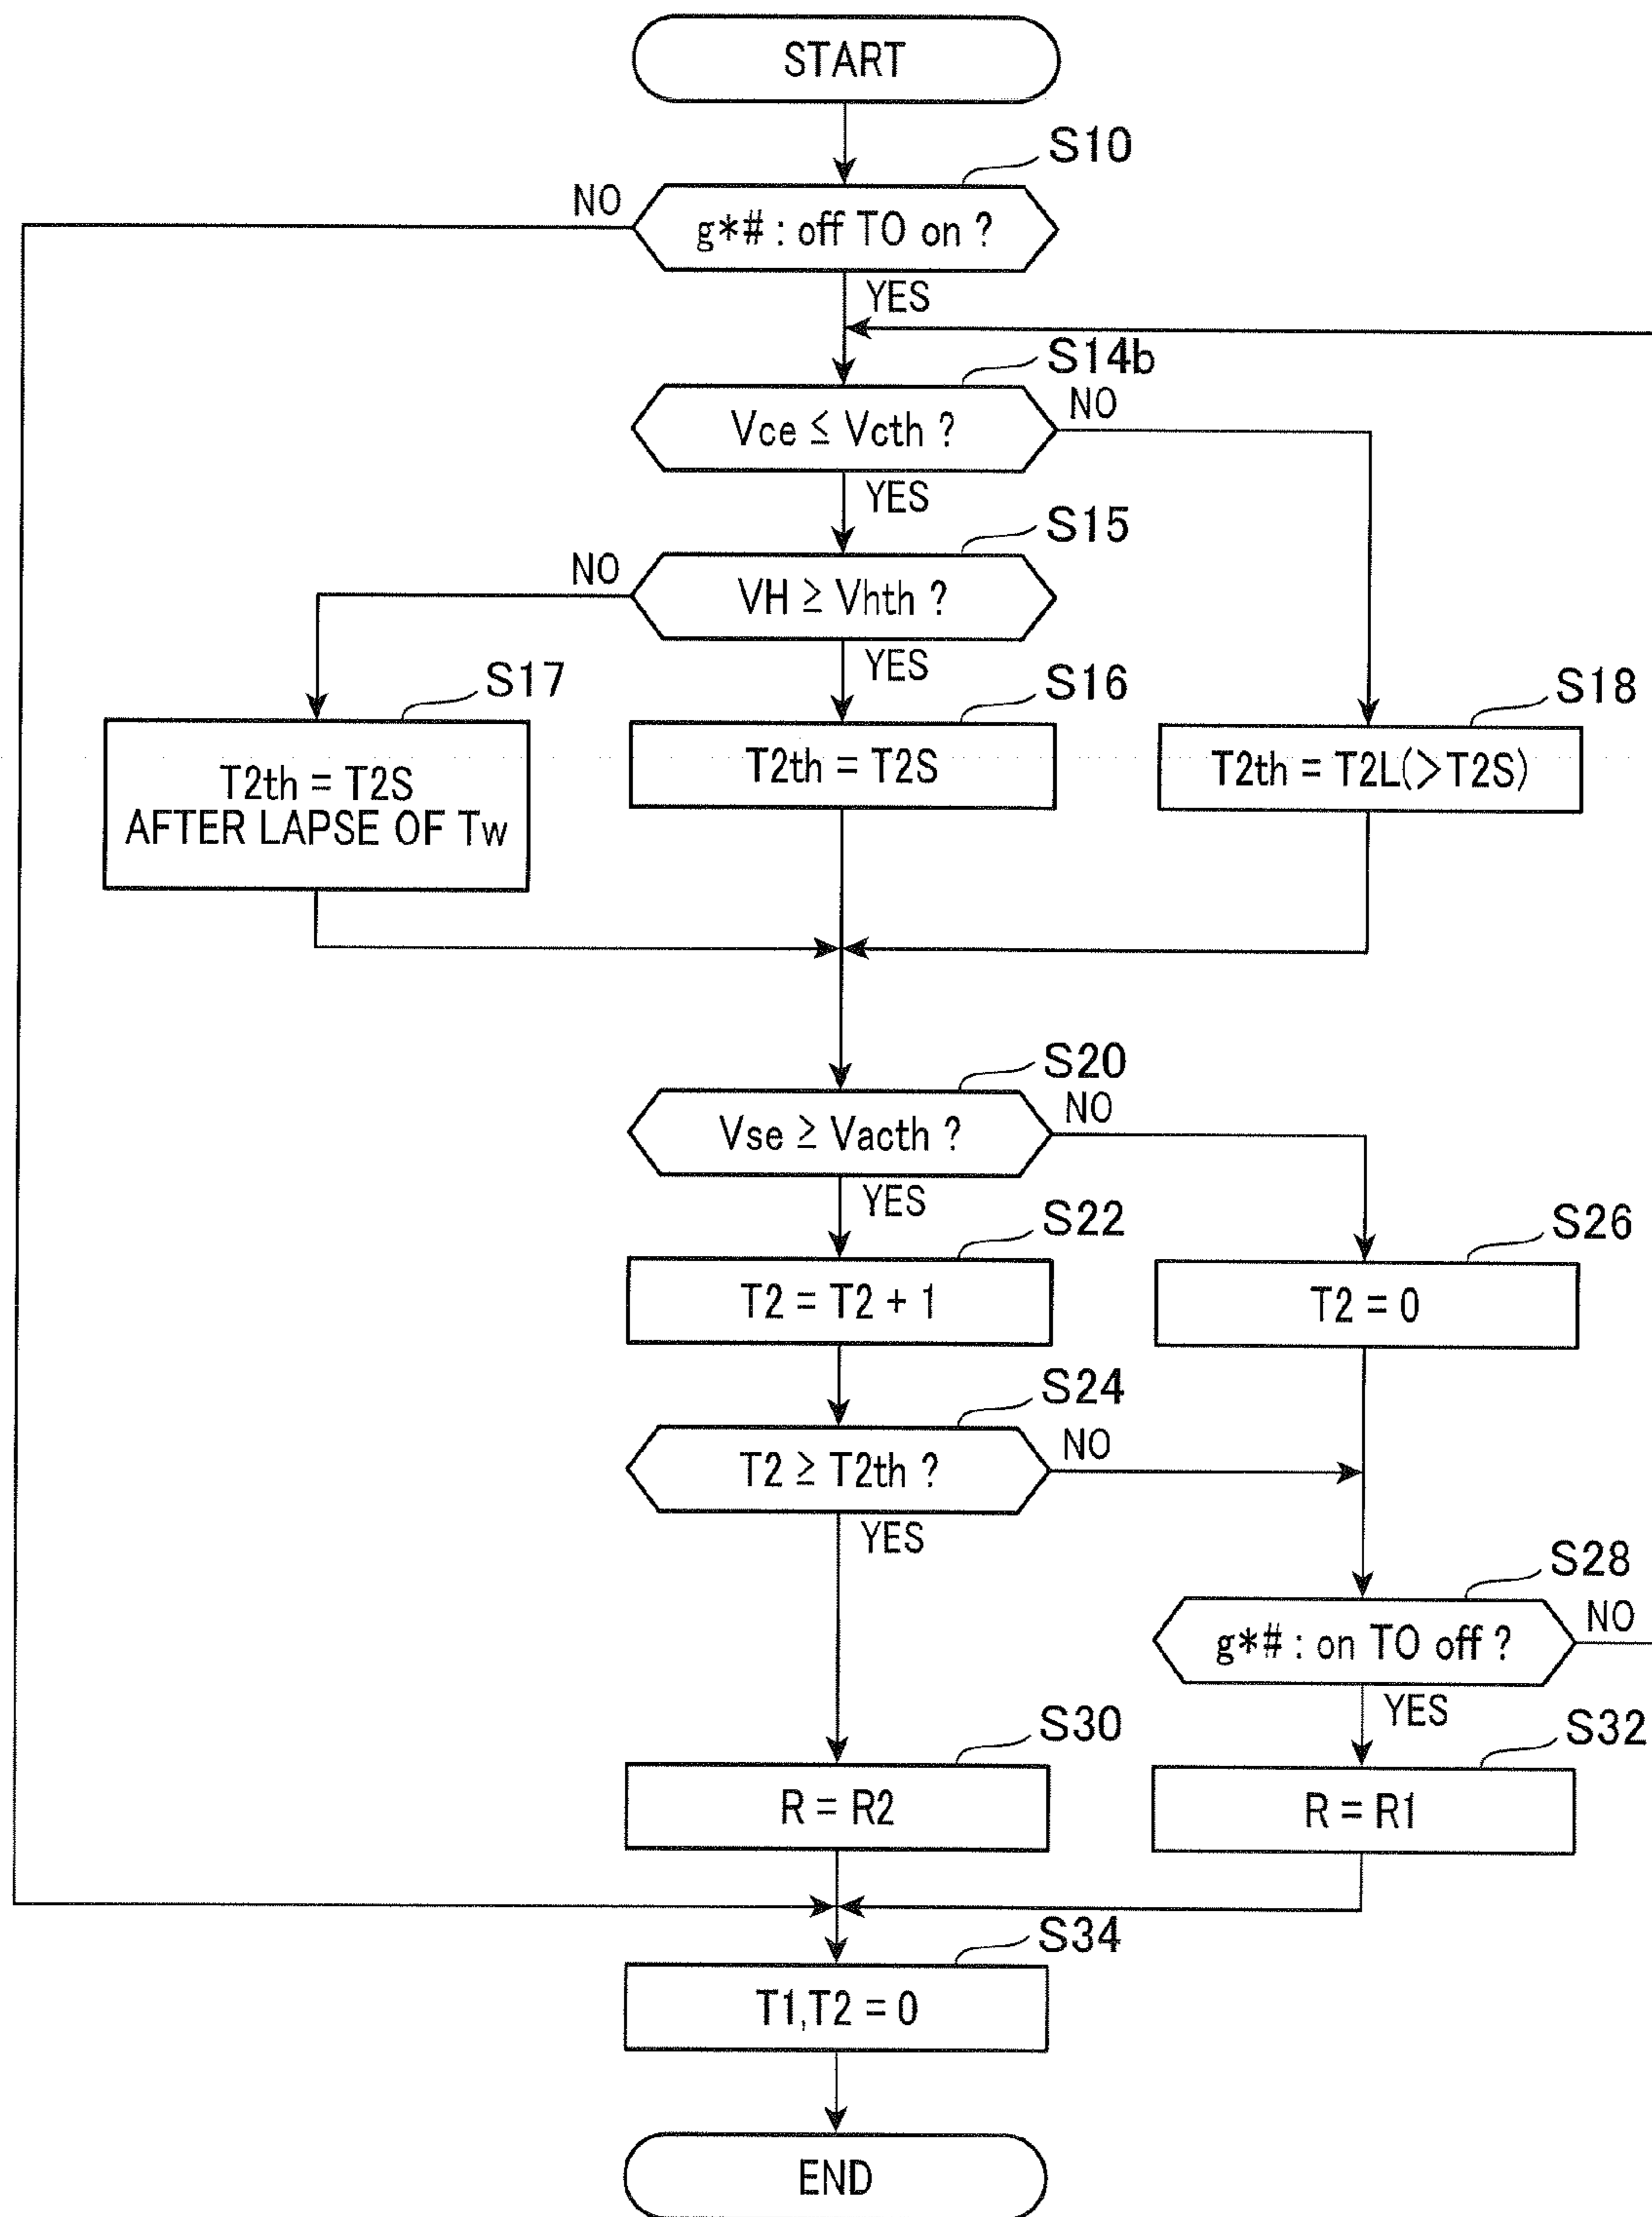 START
S10
NO
g*# : off TO on ?
YES
S14b
NO
Vce ≤ Vcth ?
YES
S15
NO
VH ≥ Vhth ?
YES
S17
S16
S18
T2th = T2S
AFTER LAPSE OF Tw
T2th = T2S
T2th = T2L(>T2S)
S20
NO
Vse ≥ Vacth ?
YES
S22
S26
T2 = T2 + 1
T2 = 0
S24
NO
T2 ≥ T2th ?
YES
S28
NO
g*# : on TO off ?
YES
S30
S32
R = R2
R = R1
S34
T1,T2 = 0
END